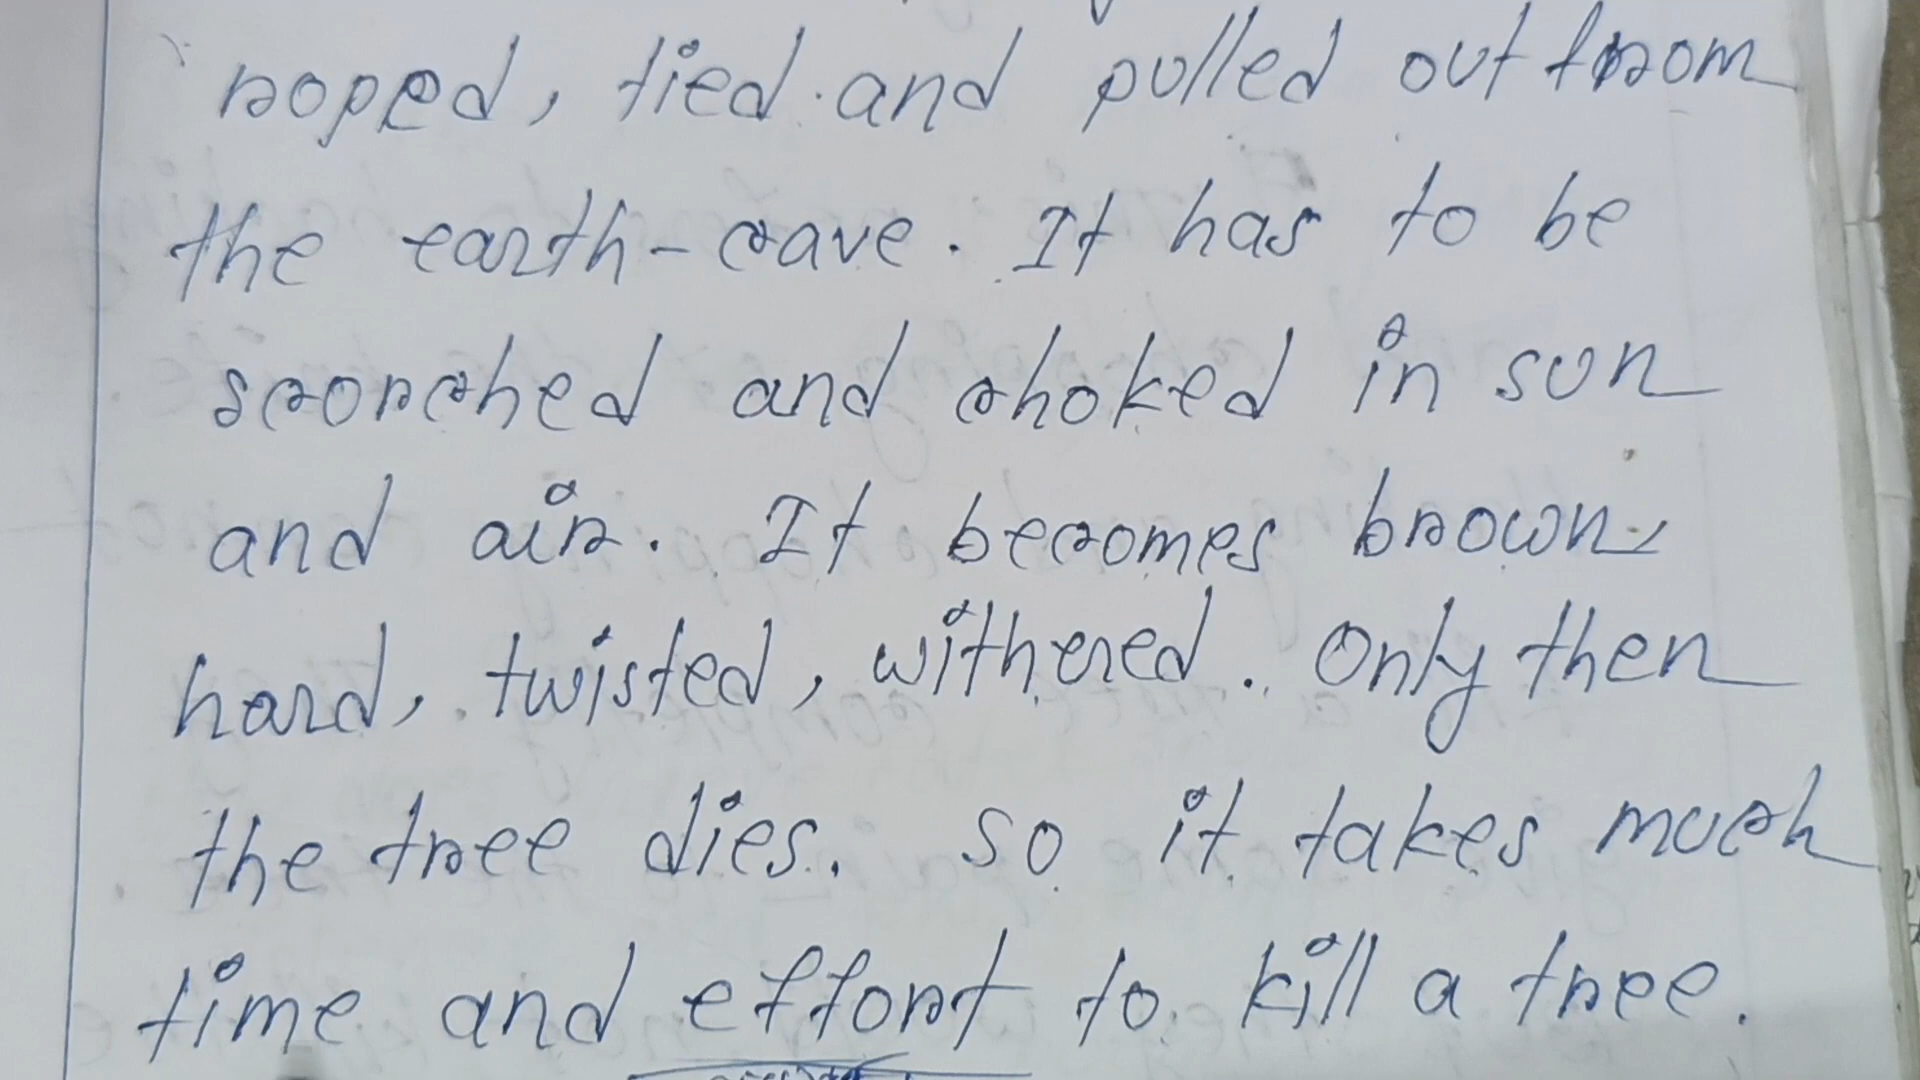 roped, tied and pulled out from
the earth-cave. It has to be
scorched and choked in sun
and air. It becomes brown
hard, twisted, withered. Only then
the tree dies. So it takes much
time and effort to kill a tree.